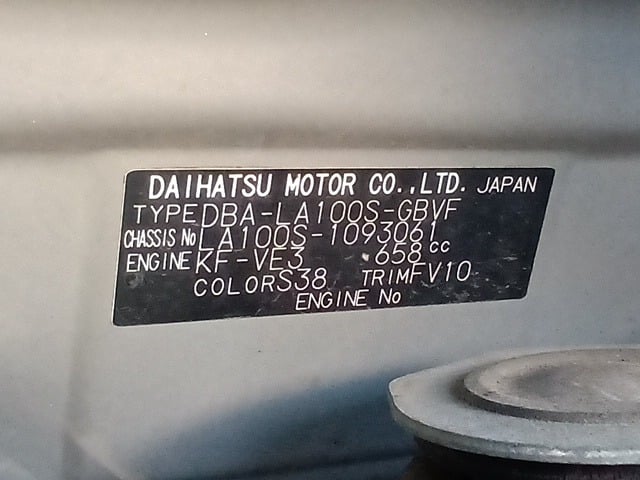 DAIHATSU MOTOR CO.,LTD. JAPAN
TYPE DBA-LA100S-GBVF
CHASSIS No LA100S-1093061
ENGINE KF-VE3 658 cc
COLOR S38 TRIM FV10
ENGINE No